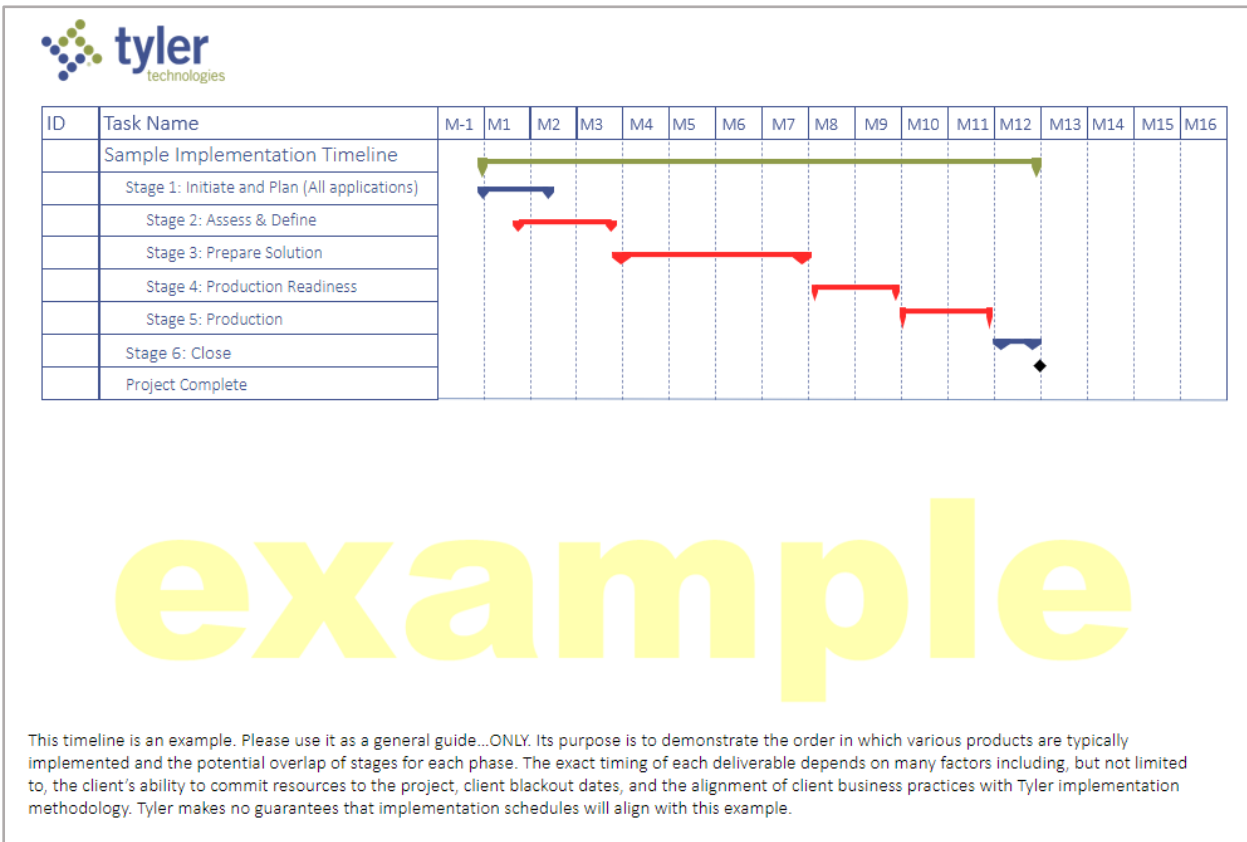 tyler
technologies
ID Task Name M-1 M1 M2 M3 M4 M5 M6 M7 M8 M9 M10 M11 M12 M13 M14 M15 M16
Sample Implementation Timeline
Stage 1: Initiate and Plan (All applications)
Stage 2: Assess & Define
Stage 3: Prepare Solution
Stage 4: Production Readiness
Stage 5: Production
Stage 6: Close
Project Complete
example
This timeline is an example. Please use it as a general guide...ONLY. Its purpose is to demonstrate the order in which various products are typically
implemented and the potential overlap of stages for each phase. The exact timing of each deliverable depends on many factors including, but not limited
to, the client's ability to commit resources to the project, client blackout dates, and the alignment of client business practices with Tyler implementation
methodology. Tyler makes no guarantees that implementation schedules will align with this example.